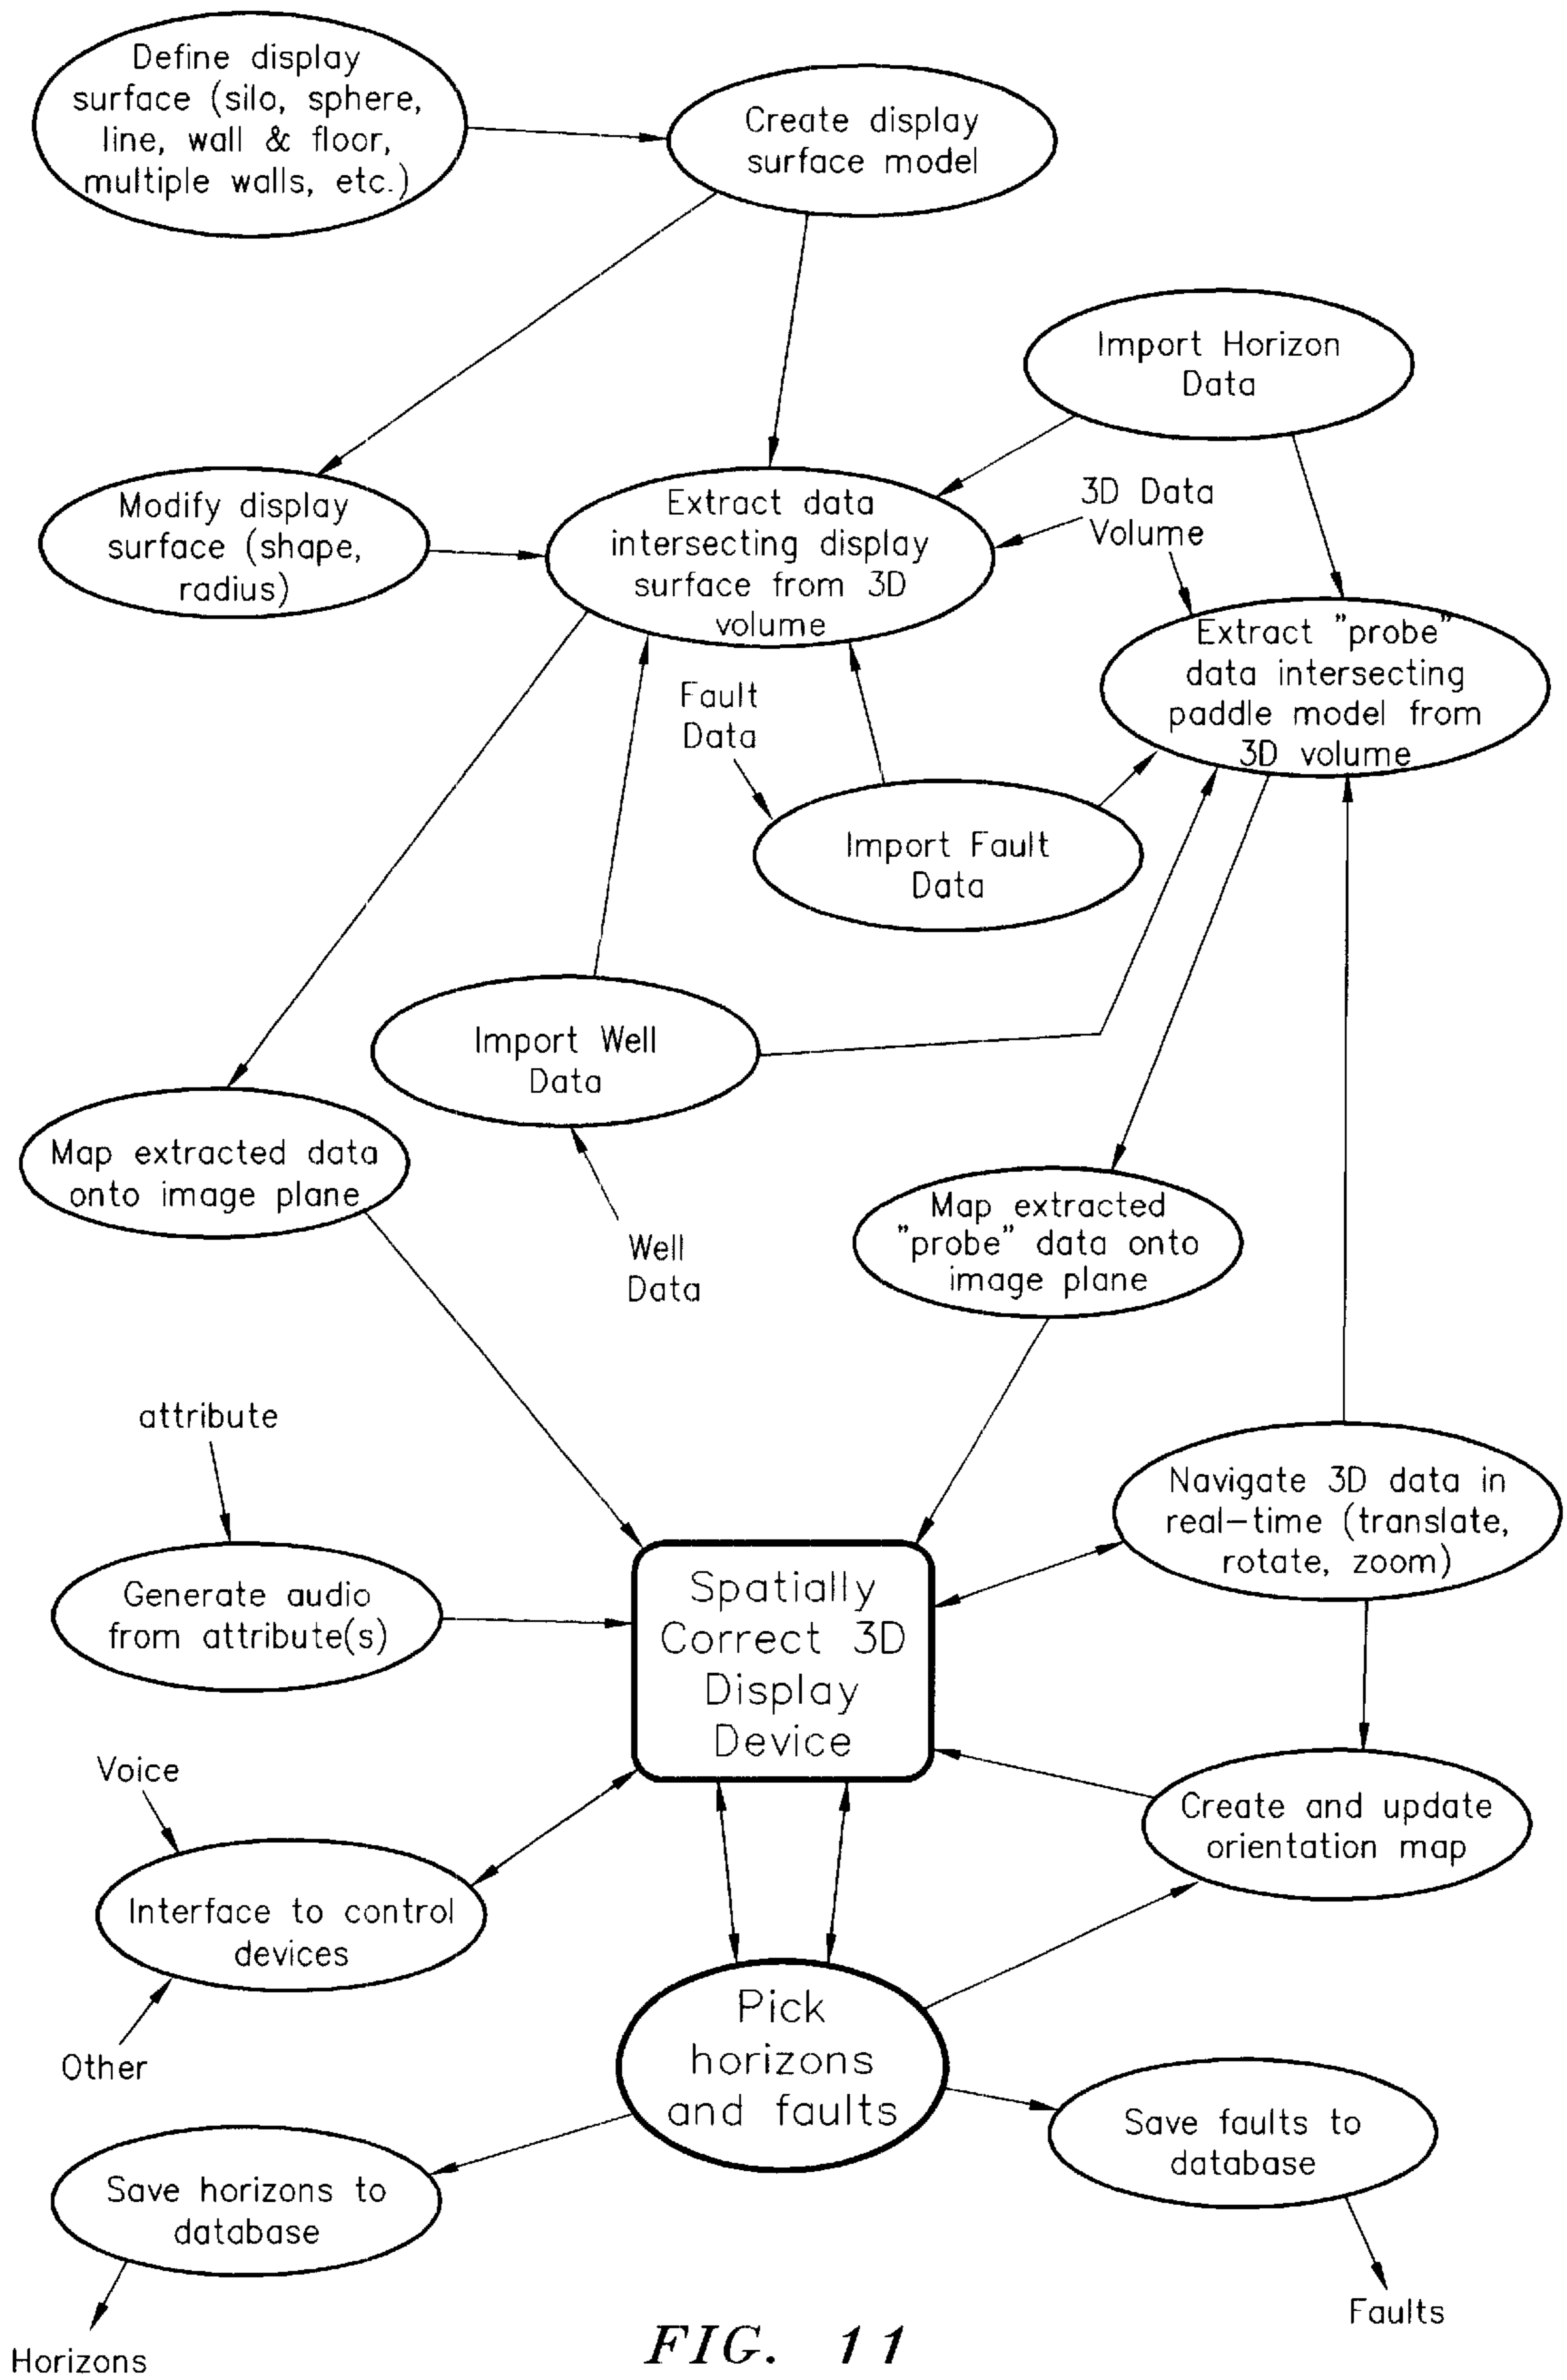 Define display
surface (silo, sphere,
line, wall & floor,
multiple walls, etc.)
Create display
surface model
Import Horizon
Data
Modify display
surface (shape,
radius)
Extract data
intersecting display
surface from 3D
volume
3D Data
Volume
Extract "probe"
data intersecting
paddle model from
3D volume
Fault
Data
Import Fault
Data
Import Well
Data
Map extracted data
onto image plane
Well
Data
Map extracted
"probe" data onto
image plane
attribute
Navigate 3D data in
real-time (translate,
rotate, zoom)
Generate audio
from attribute(s)
Spatially
Correct 3D
Display
Device
Voice
Create and update
orientation map
Interface to control
devices
Other
Pick
horizons
and faults
Save faults to
database
Save horizons to
database
Faults
Horizons
FIG. 11